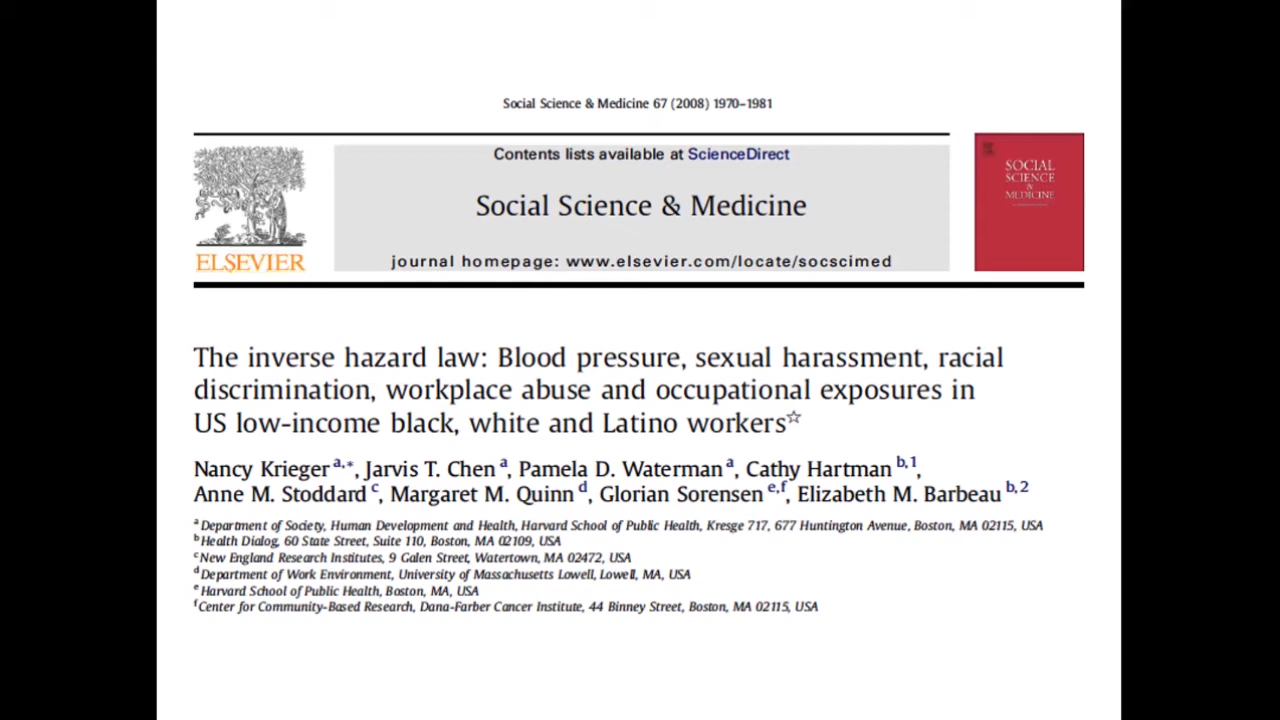 Social Science & Medicine 67 (2008) 1970–1981
Contents lists available at ScienceDirect
Social Science & Medicine
journal homepage: www.elsevier.com/locate/socscimed
ELSEVIER
SOCIAL
SCIENCE
&
MEDICINE
The inverse hazard law: Blood pressure, sexual harassment, racial
discrimination, workplace abuse and occupational exposures in
US low-income black, white and Latino workers☆
Nancy Krieger a,*, Jarvis T. Chen a, Pamela D. Waterman a, Cathy Hartman b,1,
Anne M. Stoddard c, Margaret M. Quinn d, Glorian Sorensen e,f, Elizabeth M. Barbeau b,2
a Department of Society, Human Development and Health, Harvard School of Public Health, Kresge 717, 677 Huntington Avenue, Boston, MA 02115, USA
b Health Dialog, 60 State Street, Suite 110, Boston, MA 02109, USA
c New England Research Institutes, 9 Galen Street, Watertown, MA 02472, USA
d Department of Work Environment, University of Massachusetts Lowell, Lowell, MA, USA
e Harvard School of Public Health, Boston, MA, USA
f Center for Community-Based Research, Dana-Farber Cancer Institute, 44 Binney Street, Boston, MA 02115, USA